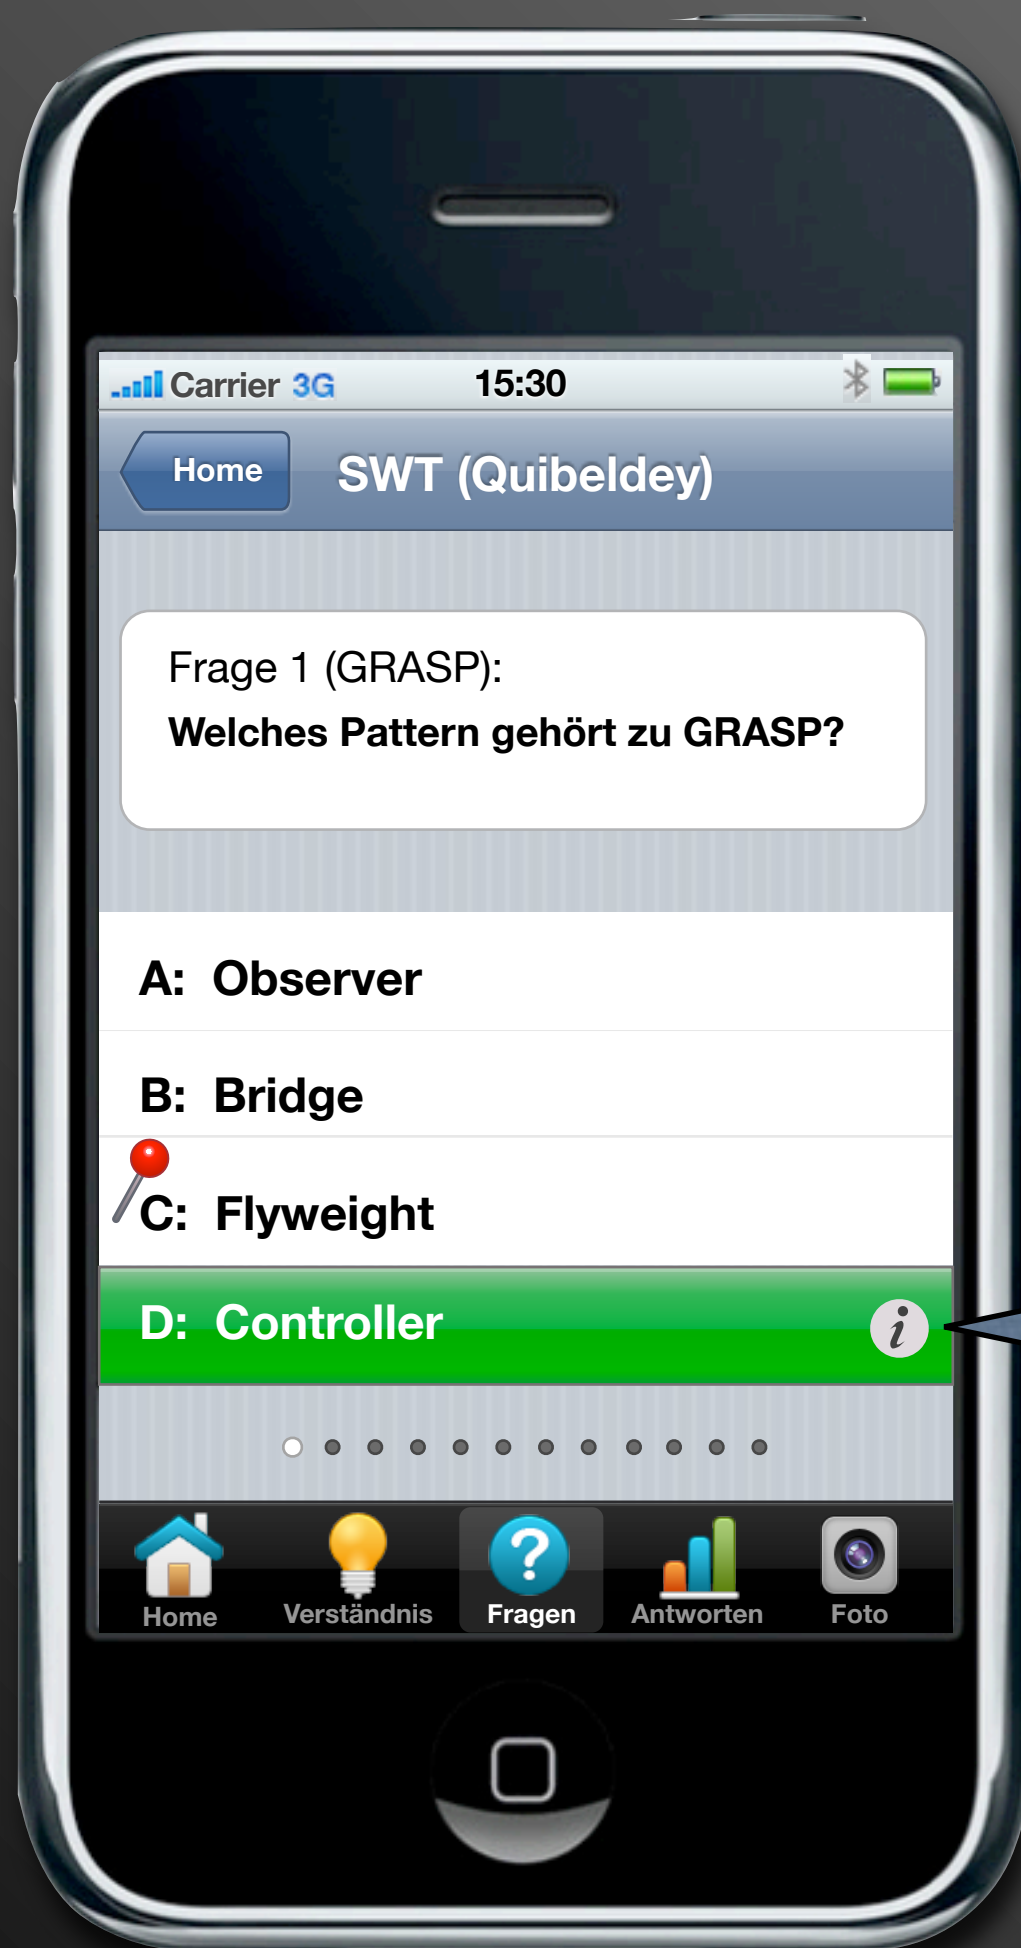 Carrier 3G 15:30
Home SWT (Quibeldey)
Frage 1 (GRASP):
Welches Pattern gehört zu GRASP?
A: Observer
B: Bridge
C: Flyweight
D: Controller i
Home Verständnis Fragen Antworten Foto